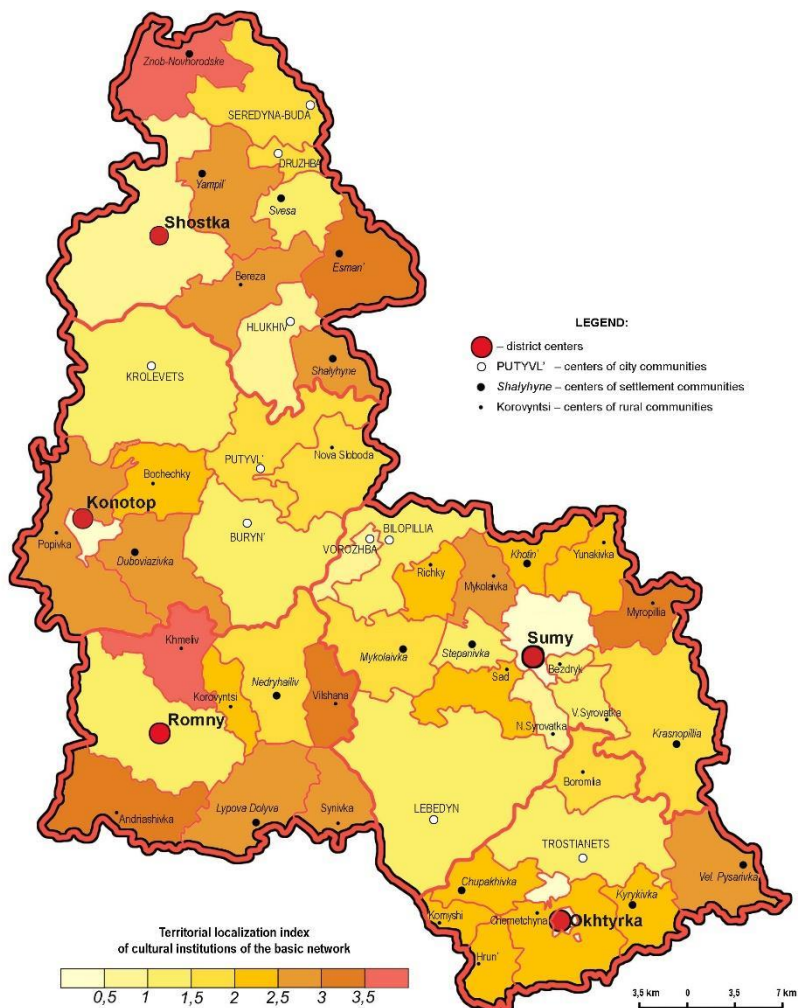 Znob-Novhorodske
SEREDYNA-BUDA
DRUZHBA
Yampil'
Svesa
Shostka
Esman'
Bereza
HLUKHIV
Shalyhyne
KROLEVETS
PUTYVL'
Nova Sloboda
Bochechky
Konotop
Popivka
Duboviazivka
BURYN'
VOROZHBA
BILOPILLIA
Richky
Mykolaivka
Khotin'
Yunakivka
Myropillia
Khmeliv
Mykolaivka
Stepanivka
Sumy
Bezdryk
Sad
Nedryhailiv
Vilshana
Korovyntsi
Romny
N.Syrovatka
V.Syrovatka
Krasnopillia
Boromlia
Andriashivka
Lypova Dolyva
Synivka
LEBEDYN
TROSTIANETS
Vel. Pysarivka
Chupakhivka
Kyrykivka
Komyshi
Chernetchyna
Okhtyrka
Hrun'
LEGEND:
– district centers
PUTYVL' – centers of city communities
Shalyhyne – centers of settlement communities
Korovyntsi – centers of rural communities
Territorial localization index
of cultural institutions of the basic network
0,5 1 1,5 2 2,5 3 3,5
3,5 km 0 3,5 7 km